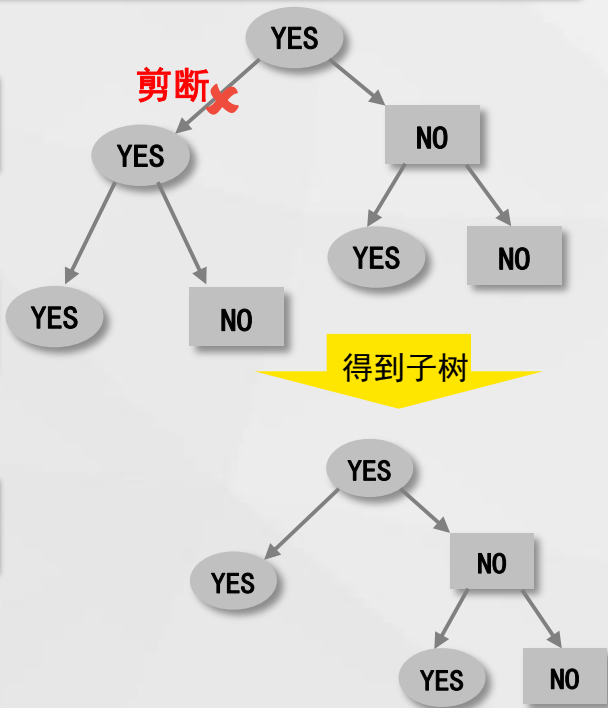 YES
剪断
YES
NO
YES
NO
YES
NO
得到子树
YES
YES
NO
YES
NO